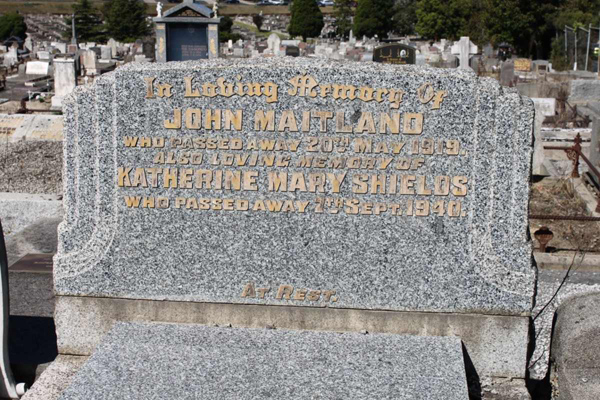 In Loving Memory Of
JOHN MAITLAND
WHO PASSED AWAY 20TH MAY 1919.
ALSO LOVING MEMORY OF
KATHERINE MARY SHIELDS
WHO PASSED AWAY 7TH SEPT. 1940.
At Rest.